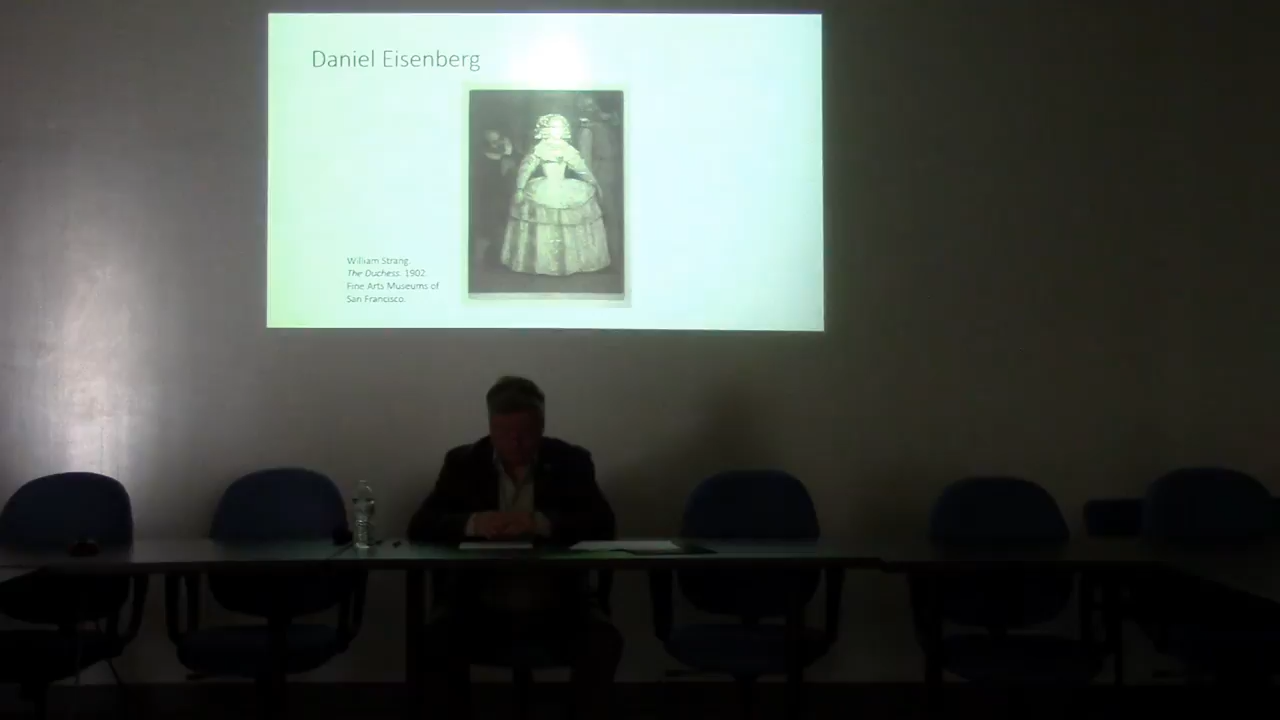 Daniel Eisenberg
William Strang.
The Duchess. 1902.
Fine Arts Museums of
San Francisco.